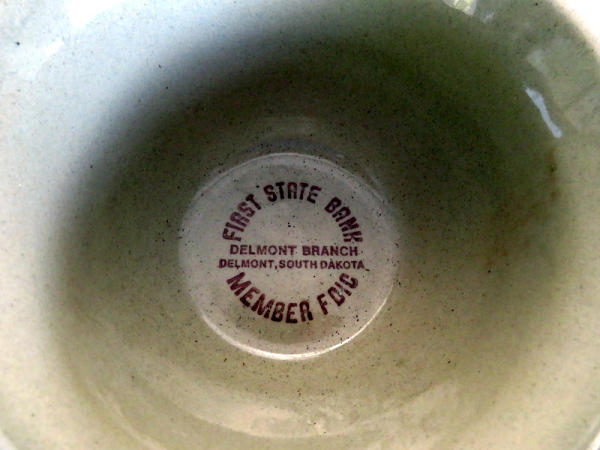 FIRST STATE BANK
DELMONT BRANCH
DELMONT, SOUTH DAKOTA
MEMBER FDIC